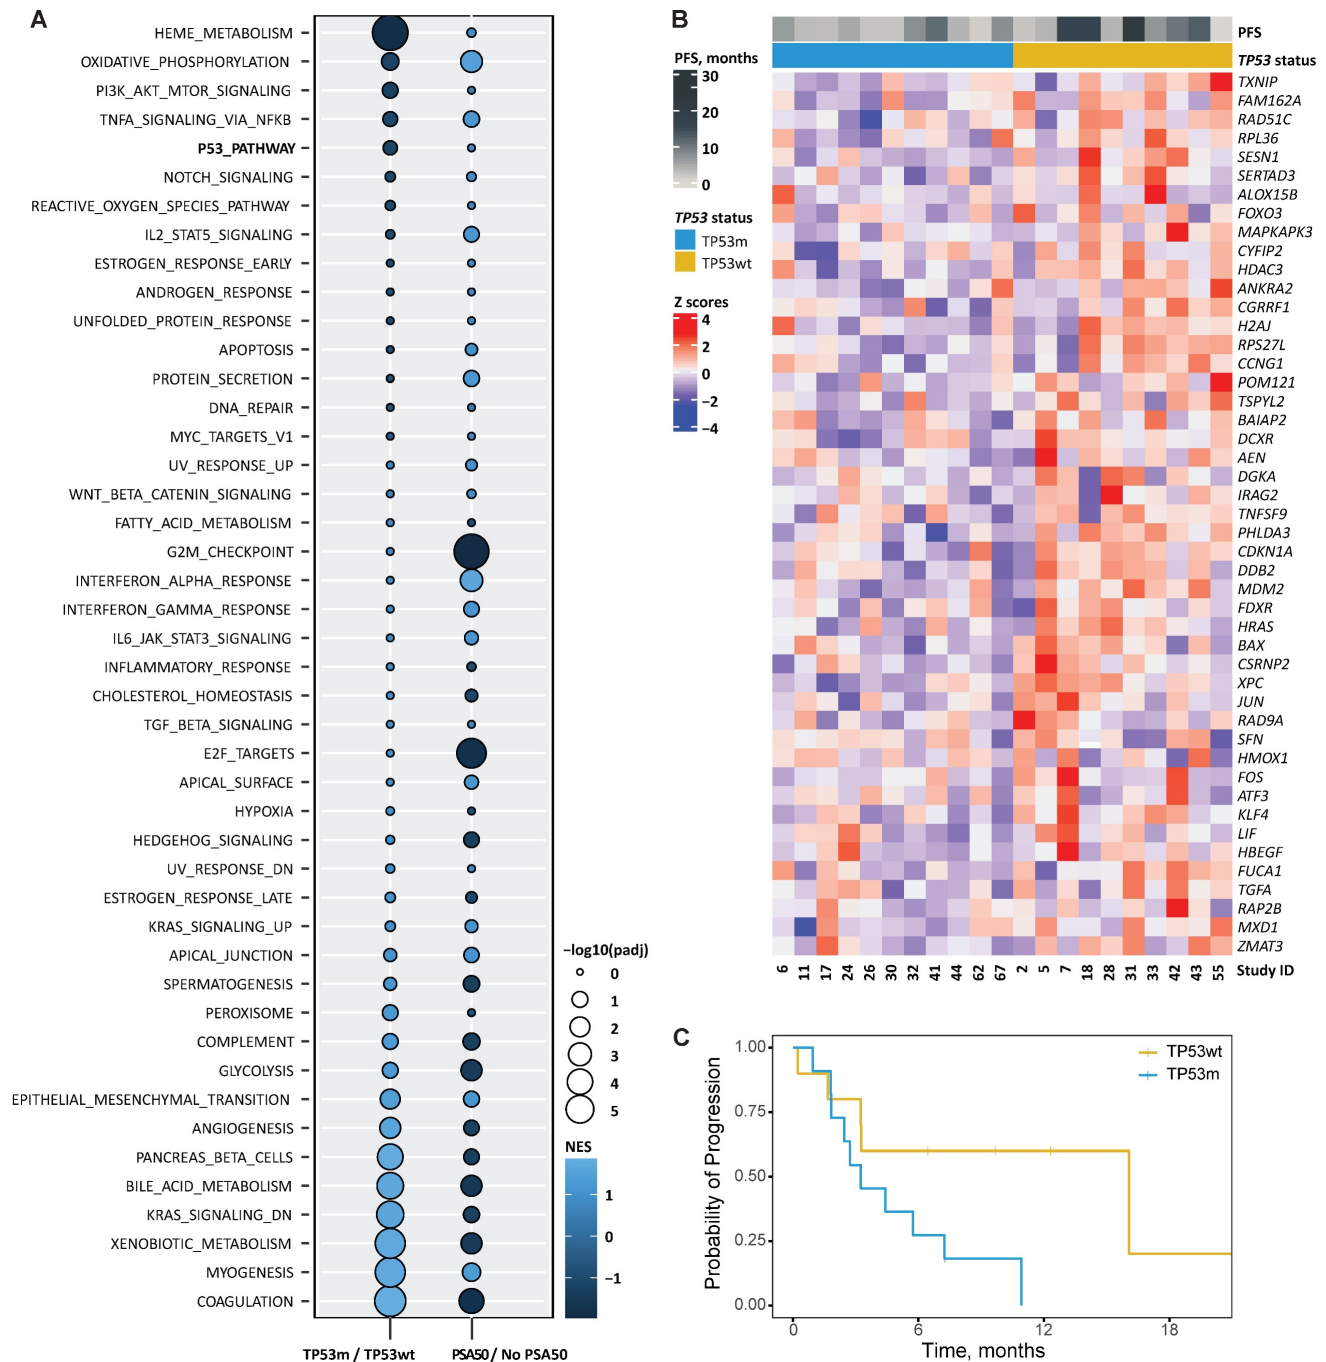 A
HEME_METABOLISM
OXIDATIVE_PHOSPHORYLATION
PI3K_AKT_MTOR_SIGNALING
TNFA_SIGNALING_VIA_NFKB
P53_PATHWAY
NOTCH_SIGNALING
REACTIVE_OXYGEN_SPECIES_PATHWAY
IL2_STAT5_SIGNALING
ESTROGEN_RESPONSE_EARLY
ANDROGEN_RESPONSE
UNFOLDED_PROTEIN_RESPONSE
APOPTOSIS
PROTEIN_SECRETION
DNA_REPAIR
MYC_TARGETS_V1
UV_RESPONSE_UP
WNT_BETA_CATENIN_SIGNALING
FATTY_ACID_METABOLISM
G2M_CHECKPOINT
INTERFERON_ALPHA_RESPONSE
INTERFERON_GAMMA_RESPONSE
IL6_JAK_STAT3_SIGNALING
INFLAMMATORY_RESPONSE
CHOLESTEROL_HOMEOSTASIS
TGF_BETA_SIGNALING
E2F_TARGETS
APICAL_SURFACE
HYPOXIA
HEDGEHOG_SIGNALING
UV_RESPONSE_DN
ESTROGEN_RESPONSE_LATE
KRAS_SIGNALING_UP
APICAL_JUNCTION
SPERMATOGENESIS
PEROXISOME
COMPLEMENT
GLYCOLYSIS
EPITHELIAL_MESENCHYMAL_TRANSITION
ANGIOGENESIS
PANCREAS_BETA_CELLS
BILE_ACID_METABOLISM
KRAS_SIGNALING_DN
XENOBIOTIC_METABOLISM
MYOGENESIS
COAGULATION
TP53m / TP53wt
PSA50 / No PSA50
−log10(padj)
0
1
2
3
4
5
NES
1
0
−1
B
PFS, months
30
20
10
0
TP53 status
TP53m
TP53wt
Z scores
4
2
0
−2
−4
PFS
TP53 status
TXNIP
FAM162A
RAD51C
RPL36
SESN1
SERTAD3
ALOX15B
FOXO3
MAPKAPK3
CYFIP2
HDAC3
ANKRA2
CGRRF1
H2AJ
RPS27L
CCNG1
POM121
TSPYL2
BAIAP2
DCXR
AEN
DGKA
IRAG2
TNFSF9
PHLDA3
CDKN1A
DDB2
MDM2
FDXR
HRAS
BAX
CSRNP2
XPC
JUN
RAD9A
SFN
HMOX1
FOS
ATF3
KLF4
LIF
HBEGF
FUCA1
TGFA
RAP2B
MXD1
ZMAT3
6 11 17 24 26 30 32 41 44 62 67 2 5 7 18 28 31 33 42 43 55 Study ID
C
Probability of Progression
1.00
0.75
0.50
0.25
0.00
TP53wt
TP53m
0 6 12 18
Time, months